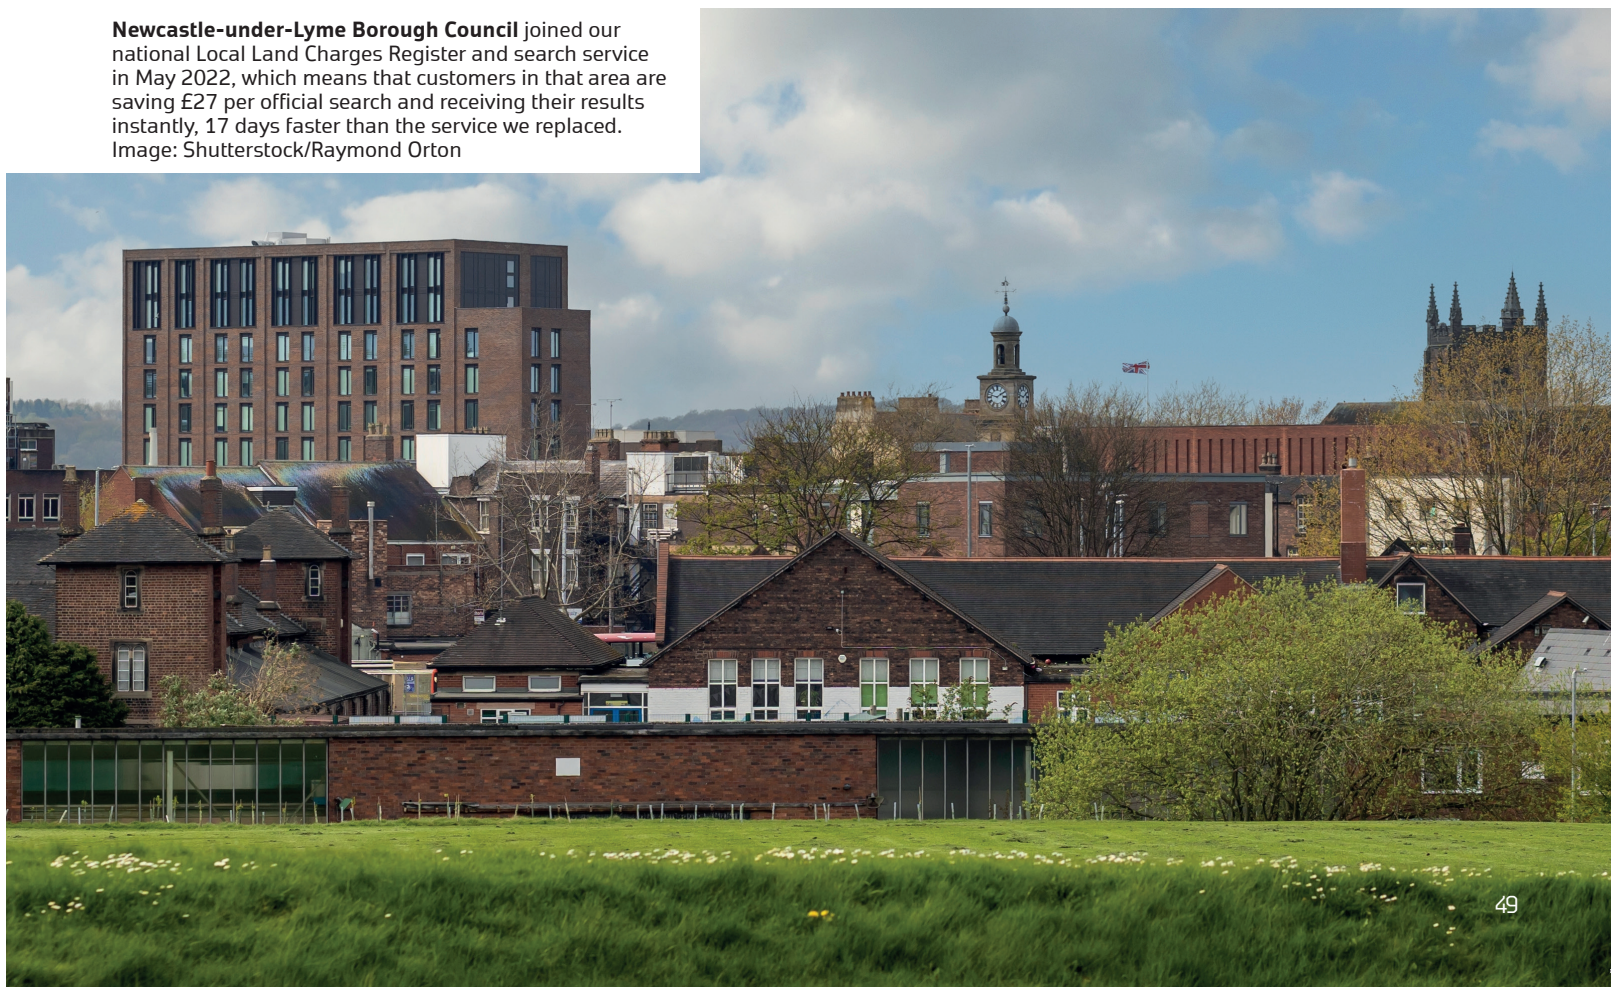 Newcastle-under-Lyme Borough Council joined our
national Local Land Charges Register and search service
in May 2022, which means that customers in that area are
saving £27 per official search and receiving their results
instantly, 17 days faster than the service we replaced.
Image: Shutterstock/Raymond Orton
49